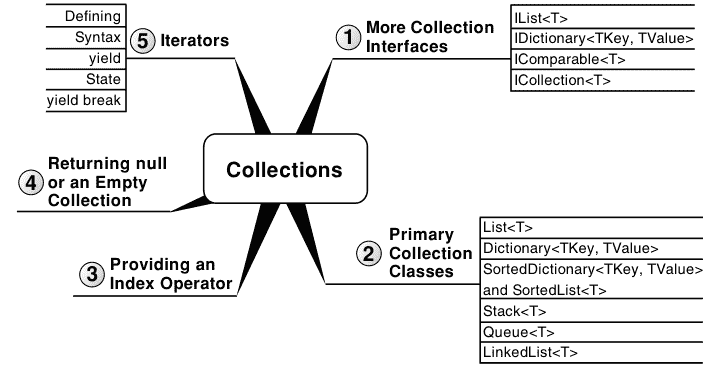 Collections
1 More Collection
Interfaces
IList<T>
IDictionary<TKey, TValue>
IComparable<T>
ICollection<T>
2 Primary
Collection
Classes
List<T>
Dictionary<TKey, TValue>
SortedDictionary<TKey, TValue>
and SortedList<T>
Stack<T>
Queue<T>
LinkedList<T>
3 Providing an
Index Operator
4 Returning null
or an Empty
Collection
5 Iterators
Defining
Syntax
yield
State
yield break